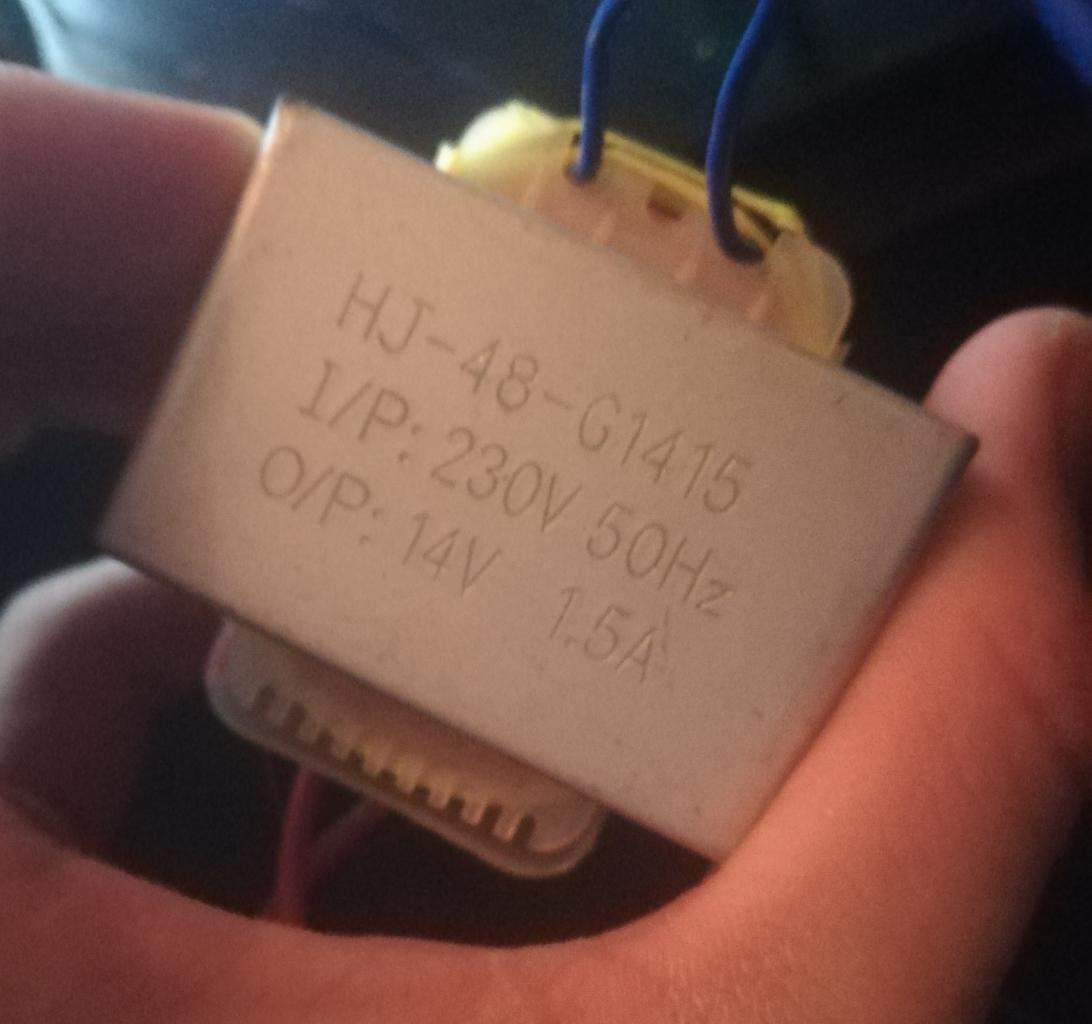 HJ-48-G1415
I/P: 230V 50Hz
O/P: 14V 1.5A